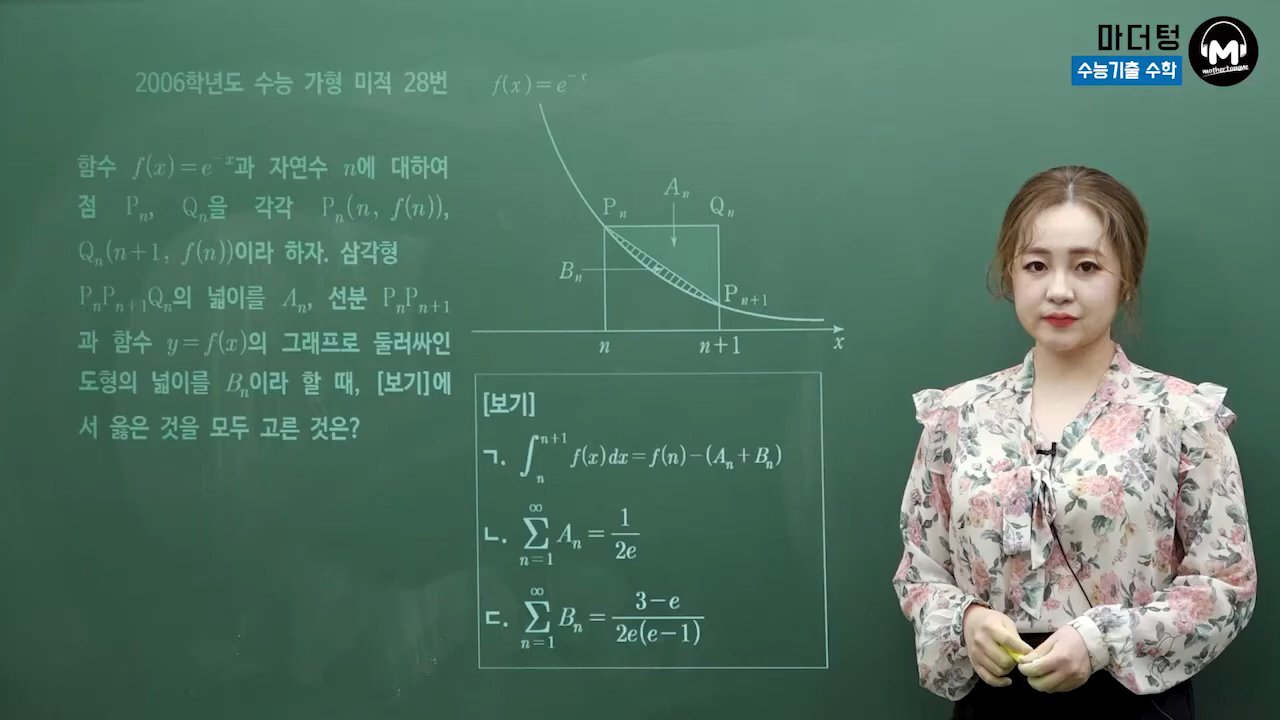 마더텅
수능기출 수학
M
mothertongue
2006학년도 수능 가형 미적 28번
함수 f(x)=e^{-x}과 자연수 n에 대하여
점 P_n, Q_n을 각각 P_n(n, f(n)),
Q_n(n+1, f(n))이라 하자. 삼각형
P_nP_{n+1}Q_n의 넓이를 A_n, 선분 P_nP_{n+1}
과 함수 y=f(x)의 그래프로 둘러싸인
도형의 넓이를 B_n이라 할 때, [보기]에
서 옳은 것을 모두 고른 것은?
f(x)=e^{-x}
A_n
P_n
Q_n
B_n
P_{n+1}
n
n+1
x
[보기]
ㄱ. ∫_n^{n+1} f(x)dx=f(n)-(A_n+B_n)
ㄴ. ∑_{n=1}^{∞} A_n = 1/2e
ㄷ. ∑_{n=1}^{∞} B_n = (3-e)/2e(e-1)